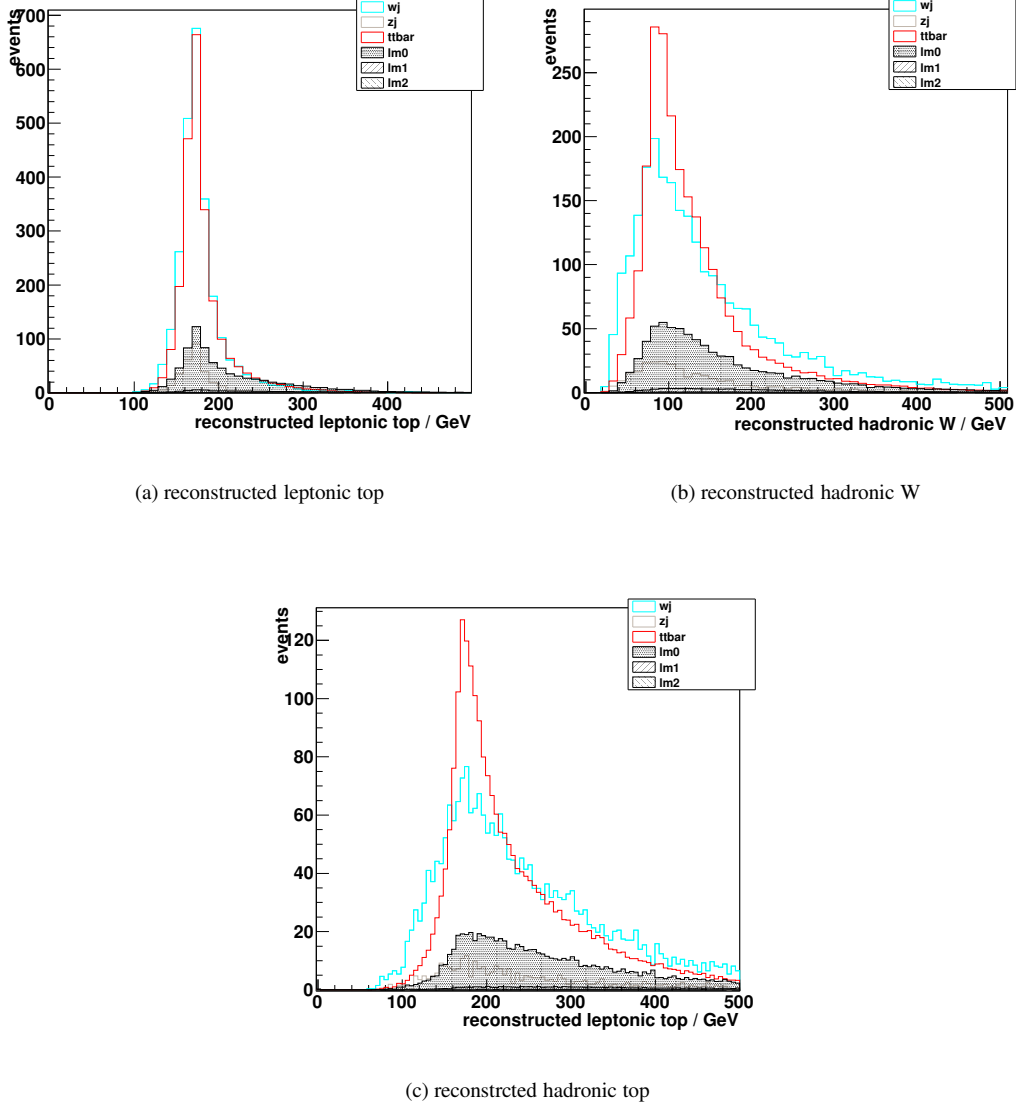 700
600
500
400
300
200
100
0
events
wj
zj
ttbar
lm0
lm1
lm2
0 100 200 300 400
reconstructed leptonic top / GeV
(a) reconstructed leptonic top
250
200
150
100
50
0
events
wj
zj
ttbar
lm0
lm1
lm2
0 100 200 300 400 500
reconstructed hadronic W / GeV
(b) reconstructed hadronic W
120
100
80
60
40
20
0
events
wj
zj
ttbar
lm0
lm1
lm2
0 100 200 300 400 500
reconstructed leptonic top / GeV
(c) reconstrcted hadronic top